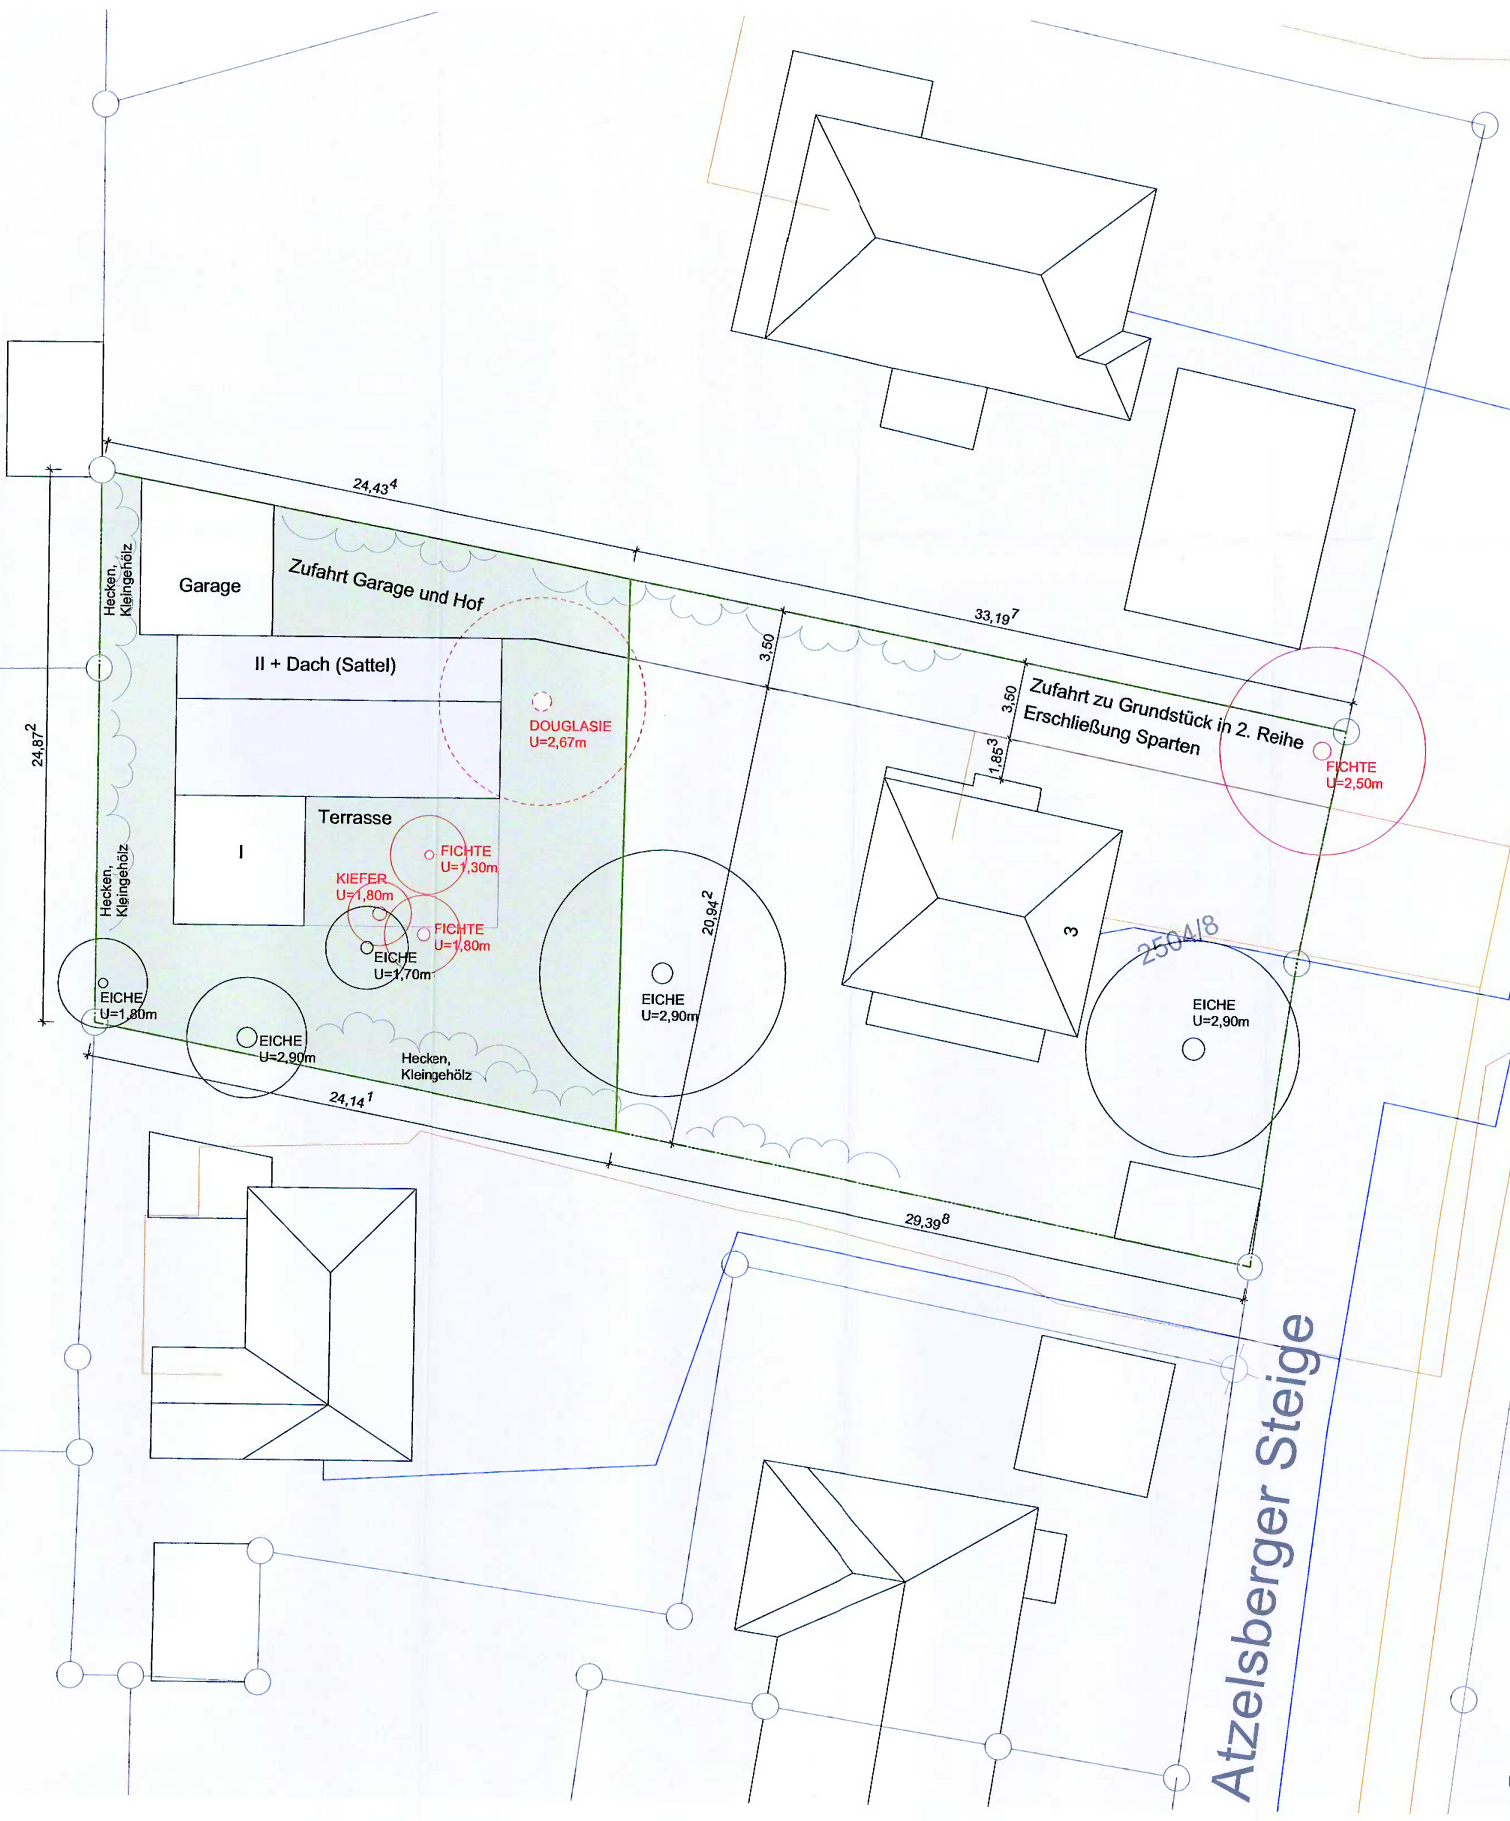 24,43⁴
33,19⁷
24,87²
Hecken,
Kleingehölz
Garage
Zufahrt Garage und Hof
II + Dach (Sattel)
3,50
3,50
Zufahrt zu Grundstück in 2. Reihe
Erschließung Sparten
1,85³
DOUGLASIE
U=2,67m
FICHTE
U=2,50m
Terrasse
I
FICHTE
U=1,30m
KIEFER
U=1,80m
FICHTE
U=1,80m
EICHE
U=1,70m
Hecken,
Kleingehölz
20,94²
3
2504/8
EICHE
U=1,80m
EICHE
U=2,90m
EICHE
U=2,90m
EICHE
U=2,90m
Hecken,
Kleingehölz
24,14¹
29,39⁸
Atzelsberger Steige